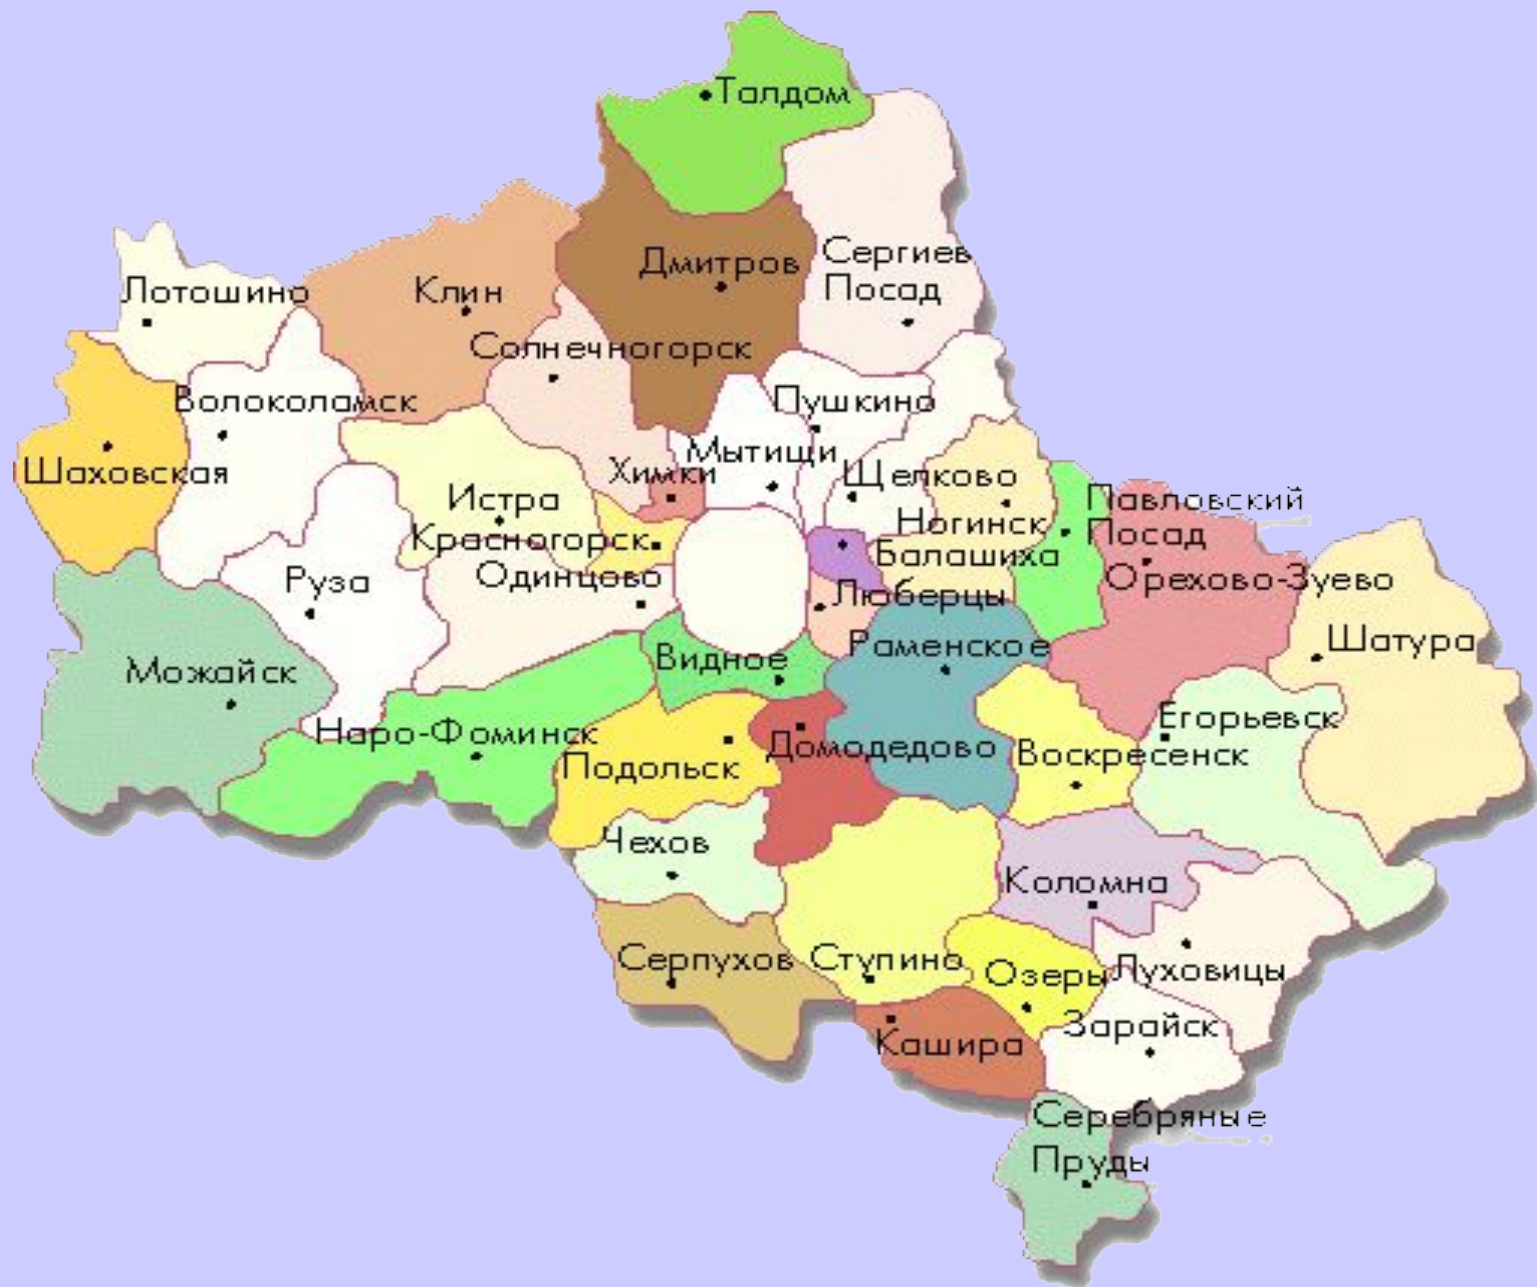 Талдом
Дмитров
Сергиев
Посад
Лотошино
Клин
Солнечногорск
Волоколамск
Пушкино
Мытищи
Шаховская
Химки
Щелково
Истра
Павловский
Посад
Ногинск
Красногорск
Балашиха
Одинцово
Руза
Орехово-Зуево
Люберцы
Шатура
Раменское
Видное
Можайск
Егорьевск
Наро-Фоминск
Домодедово
Воскресенск
Подольск
Чехов
Коломна
Серпухов
Ступино
Озеры
Луховицы
Зарайск
Кашира
Серебряные
Пруды